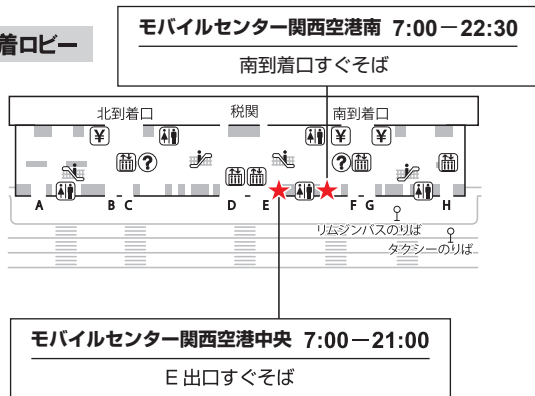 着ロビー
モバイルセンター関西空港南 7:00－22:30
南到着口すぐそば
北到着口 税関 南到着口
¥ ¥ ¥
? ?
A B C D E F G H
リムジンバスのりば
タクシーのりば
モバイルセンター関西空港中央 7:00－21:00
E出口すぐそば